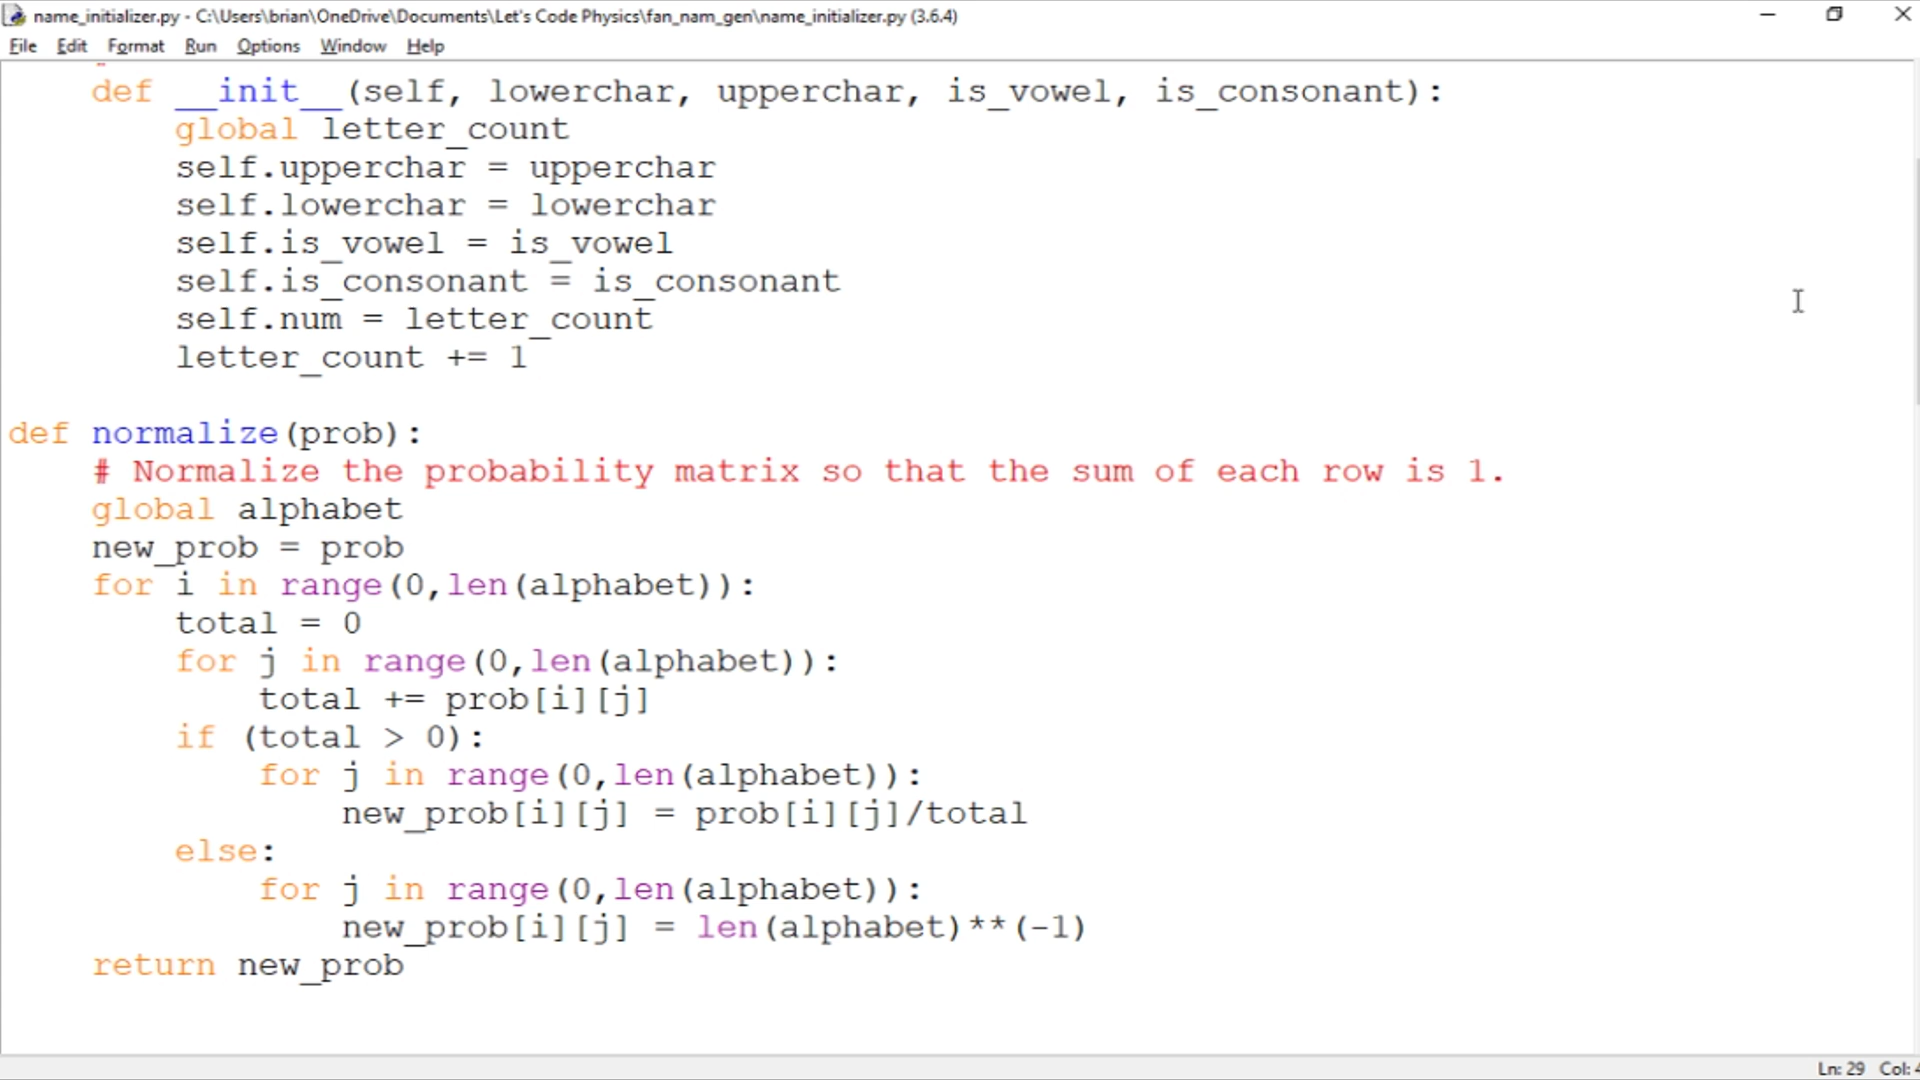 name_initializer.py - C:\Users\brian\OneDrive\Documents\Let's Code Physics\fan_nam_gen\name_initializer.py (3.6.4)
File Edit Format Run Options Window Help
    def __init__(self, lowerchar, upperchar, is_vowel, is_consonant):
        global letter_count
        self.upperchar = upperchar
        self.lowerchar = lowerchar
        self.is_vowel = is_vowel
        self.is_consonant = is_consonant
        self.num = letter_count
        letter_count += 1
def normalize(prob):
    # Normalize the probability matrix so that the sum of each row is 1.
    global alphabet
    new_prob = prob
    for i in range(0,len(alphabet)):
        total = 0
        for j in range(0,len(alphabet)):
            total += prob[i][j]
        if (total > 0):
            for j in range(0,len(alphabet)):
                new_prob[i][j] = prob[i][j]/total
        else:
            for j in range(0,len(alphabet)):
                new_prob[i][j] = len(alphabet)**(-1)
    return new_prob
Ln: 29 Col: